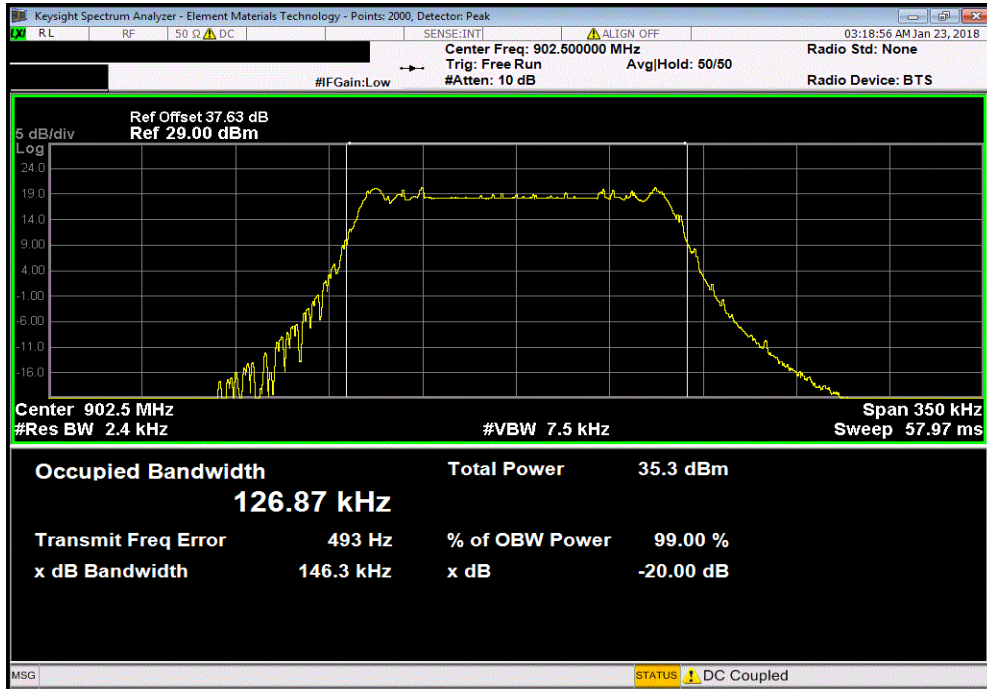 Keysight Spectrum Analyzer - Element Materials Technology - Points: 2000, Detector: Peak
LXI RL RF 50 Ω DC SENSE:INT ALIGN OFF 03:18:56 AM Jan 23, 2018
Center Freq: 902.500000 MHz Radio Std: None
Trig: Free Run Avg|Hold: 50/50
#IFGain:Low #Atten: 10 dB Radio Device: BTS
Ref Offset 37.63 dB
5 dB/div Ref 29.00 dBm
Log
24.0
19.0
14.0
9.00
4.00
-1.00
-6.00
-11.0
-16.0
Center 902.5 MHz Span 350 kHz
#Res BW 2.4 kHz #VBW 7.5 kHz Sweep 57.97 ms
Occupied Bandwidth Total Power 35.3 dBm
126.87 kHz
Transmit Freq Error 493 Hz % of OBW Power 99.00 %
x dB Bandwidth 146.3 kHz x dB -20.00 dB
MSG STATUS DC Coupled